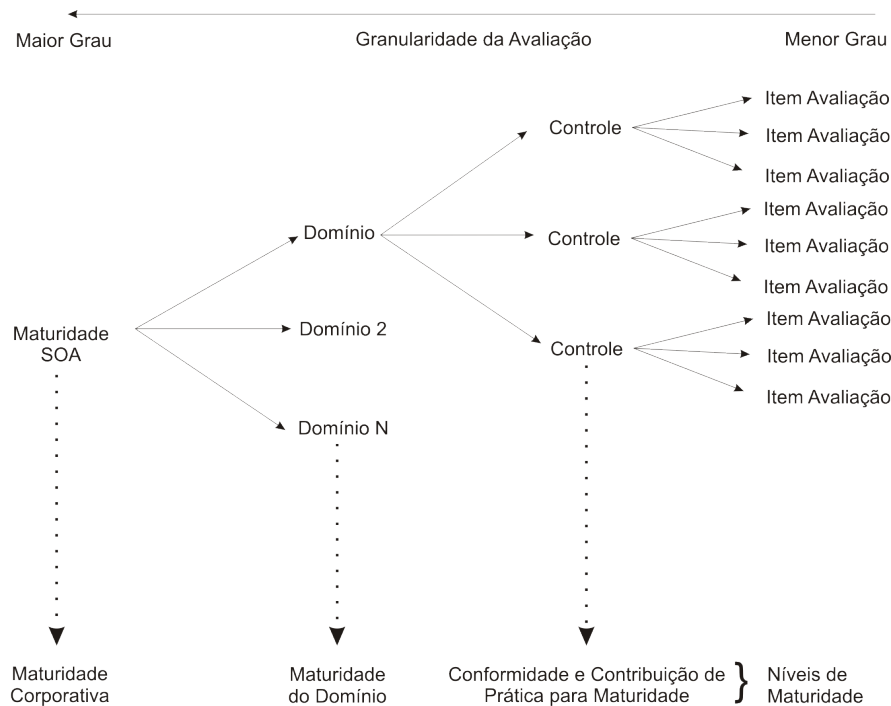 Maior Grau
Granularidade da Avaliação
Menor Grau
Item Avaliação
Controle
Item Avaliação
Item Avaliação
Item Avaliação
Domínio
Controle
Item Avaliação
Item Avaliação
Item Avaliação
Maturidade
SOA
Domínio 2
Controle
Item Avaliação
Item Avaliação
Domínio N
Maturidade
Corporativa
Maturidade
do Domínio
Conformidade e Contribuição de
Prática para Maturidade
}
Níveis de
Maturidade